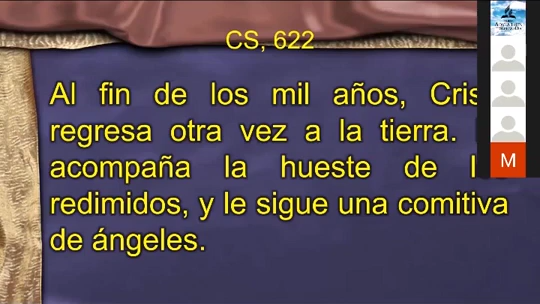 CS, 622
Al fin de los mil años,
regresa otra vez a la tierra.
acompaña la hueste de
redimidos, y le sigue una comitiva
de ángeles.
M